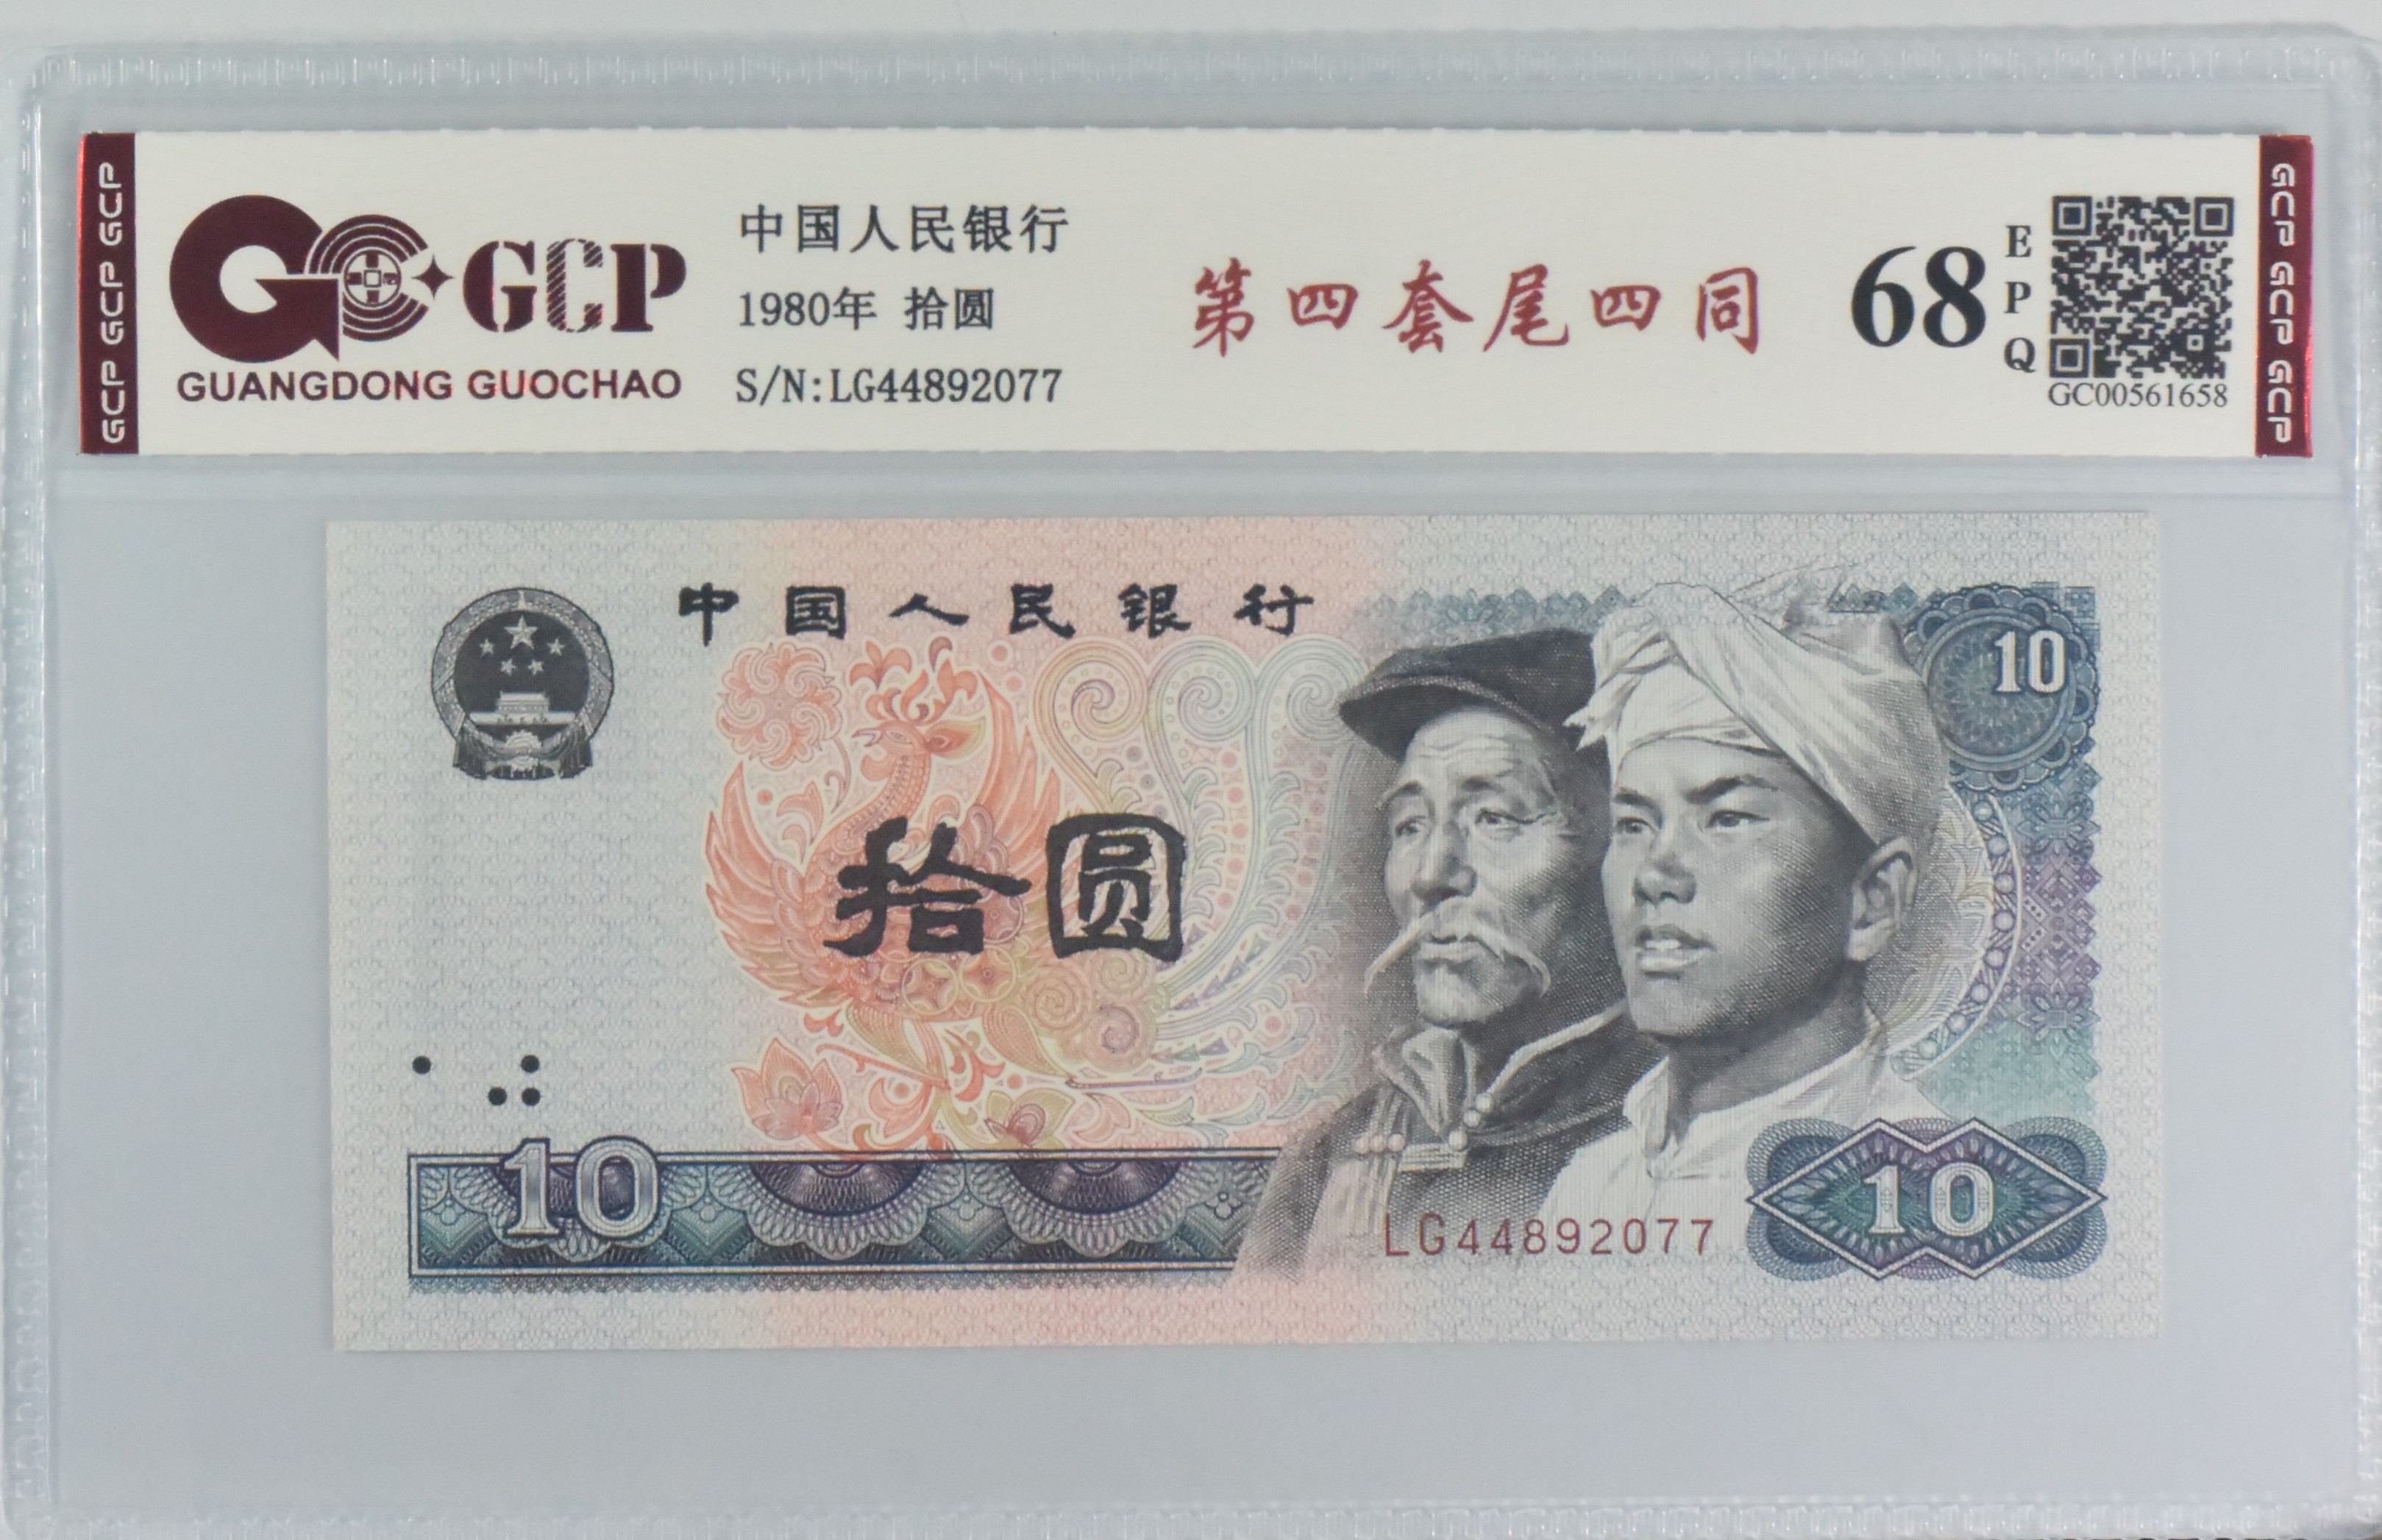 GCP GCP GCP
GCP
GUANGDONG GUOCHAO
中国人民银行
1980年 拾圆
S/N:LG44892077
第四套尾四同
68
EPQ
GC00561658
GCP GCP GCP
中国人民银行
10
拾圆
10
LG44892077
10